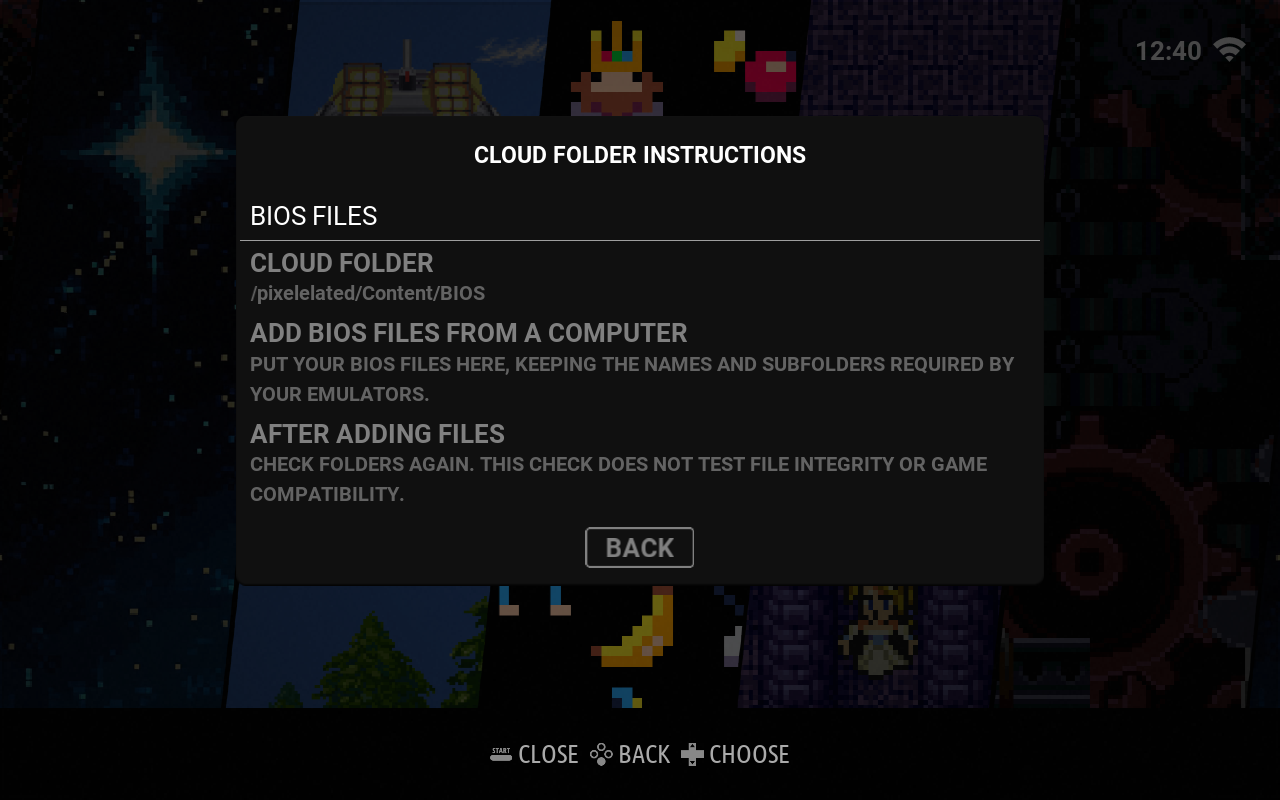 12:40
CLOUD FOLDER INSTRUCTIONS
BIOS FILES
CLOUD FOLDER
/pixelelated/Content/BIOS
ADD BIOS FILES FROM A COMPUTER
PUT YOUR BIOS FILES HERE, KEEPING THE NAMES AND SUBFOLDERS REQUIRED BY
YOUR EMULATORS.
AFTER ADDING FILES
CHECK FOLDERS AGAIN. THIS CHECK DOES NOT TEST FILE INTEGRITY OR GAME
COMPATIBILITY.
BACK
START CLOSE BACK CHOOSE